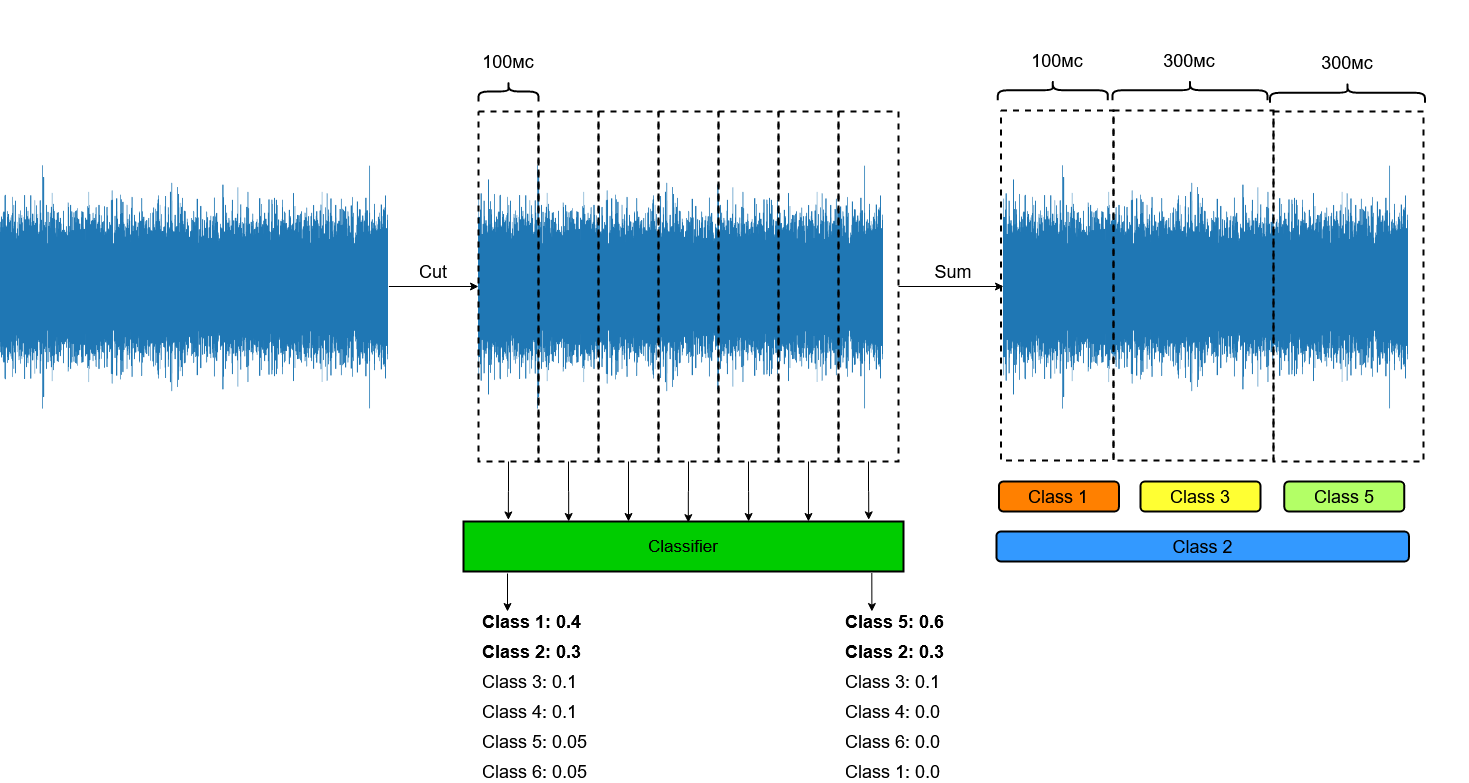 100мс
100мс
300мс
300мс
Cut
Sum
Class 1
Class 3
Class 5
Class 2
Classifier
Class 1: 0.4
Class 2: 0.3
Class 3: 0.1
Class 4: 0.1
Class 5: 0.05
Class 6: 0.05
Class 5: 0.6
Class 2: 0.3
Class 3: 0.1
Class 4: 0.0
Class 6: 0.0
Class 1: 0.0